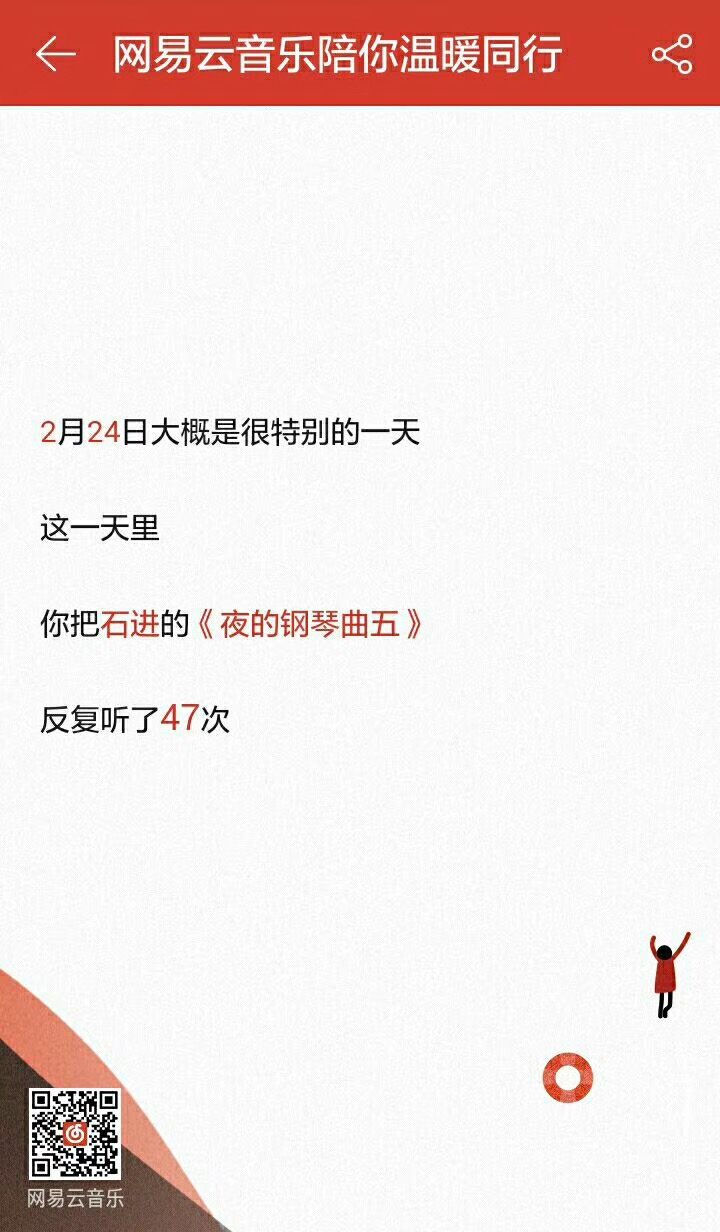 网易云音乐陪你温暖同行
2月24日大概是很特别的一天
这一天里
你把石进的《夜的钢琴曲五》
反复听了47次
网易云音乐